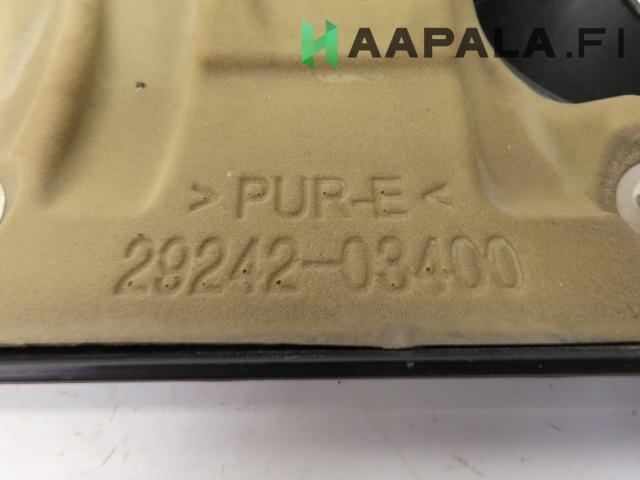 HAAPALA.FI
> PUR-E <
29242-03400